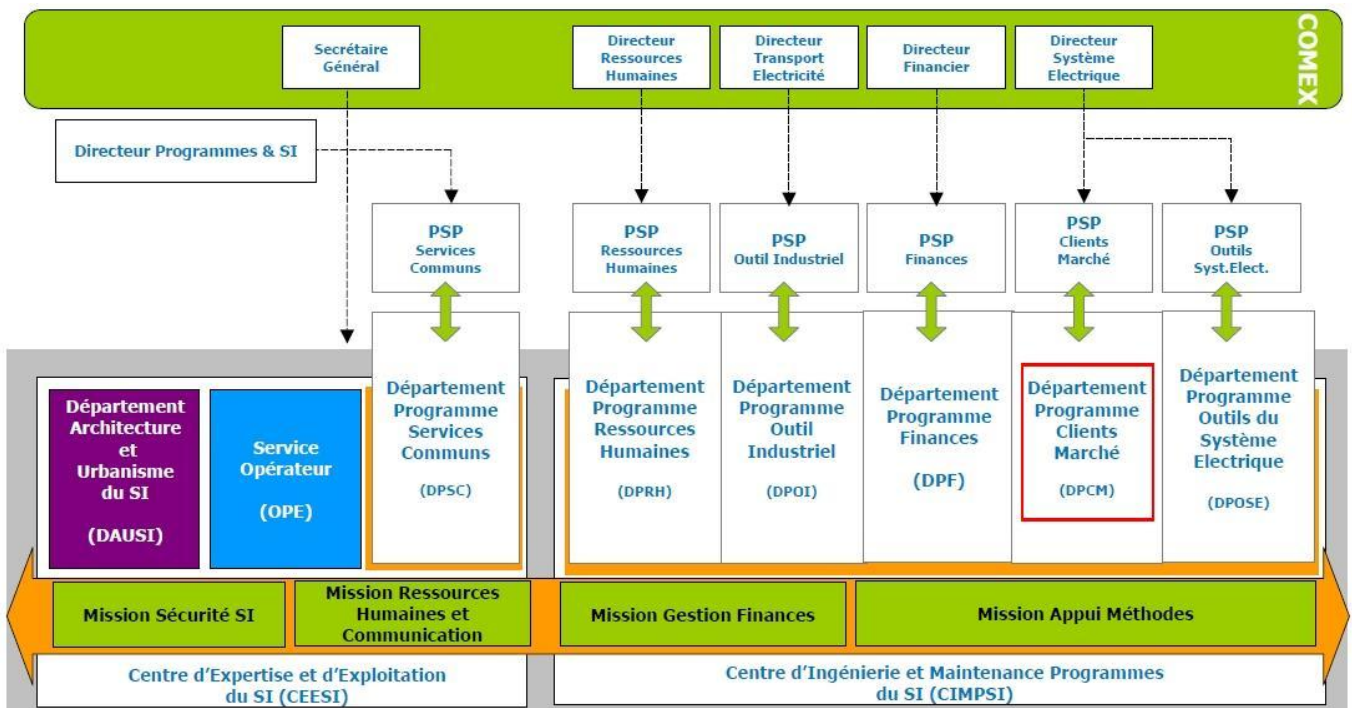 COMEX
Secrétaire
Général
Directeur
Ressources
Humaines
Directeur
Transport
Electricité
Directeur
Financier
Directeur
Système
Electrique
Directeur Programmes & SI
PSP
Services
Communs
PSP
Ressources
Humaines
PSP
Outil Industriel
PSP
Finances
PSP
Clients
Marché
PSP
Outils
Syst.Elect.
Département
Architecture
et
Urbanisme
du SI
(DAUSI)
Service
Opérateur
(OPE)
Département
Programme
Services
Communs
(DPSC)
Département
Programme
Ressources
Humaines
(DPRH)
Département
Programme
Outil
Industriel
(DPOI)
Département
Programme
Finances
(DPF)
Département
Programme
Clients
Marché
(DPCM)
Département
Programme
Outils du
Système
Electrique
(DPOSE)
Mission Sécurité SI
Mission Ressources
Humaines et
Communication
Mission Gestion Finances
Mission Appui Méthodes
Centre d'Expertise et d'Exploitation
du SI (CEESI)
Centre d'Ingénierie et Maintenance Programmes
du SI (CIMPSI)